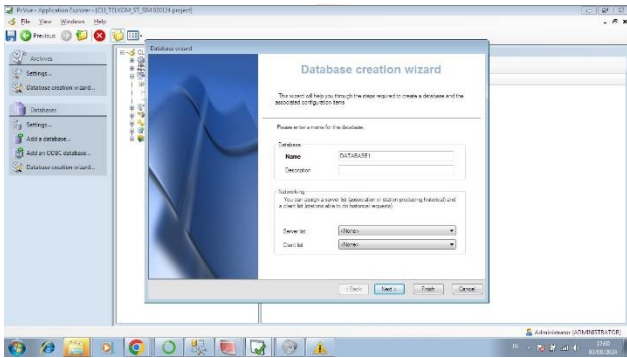 PcVue - Application Explorer - [CU_TELKOM_ST_SIM020124 project]
File View Windows Help
Previous
Archives
Settings...
Database creation wizard...
Databases
Settings...
Add a database...
Add an ODBC database...
Database creation wizard...
Database wizard
Database creation wizard
This wizard will help you through the steps required to create a database and the
associated configuration items
Please enter a name for the database.
Database
Name DATABASE1
Description
Networking
You can assign a server list (association of station producing historical) and
a client list (stations able to do historical requests)
Server list <None>
Client list <None>
< Back Next > Finish Cancel
Administrator (ADMINISTRATOR)
17:00
02/08/2024